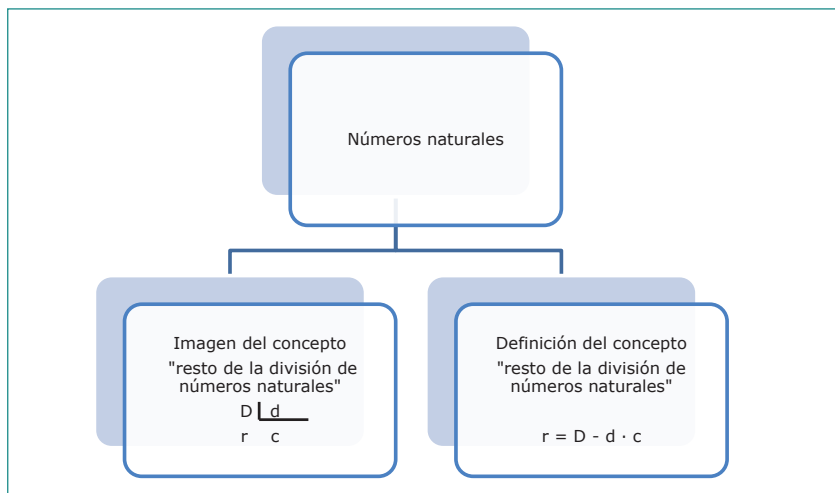 Números naturales
Imagen del concepto
"resto de la división de
números naturales"
D d
r c
Definición del concepto
"resto de la división de
números naturales"
r = D - d · c